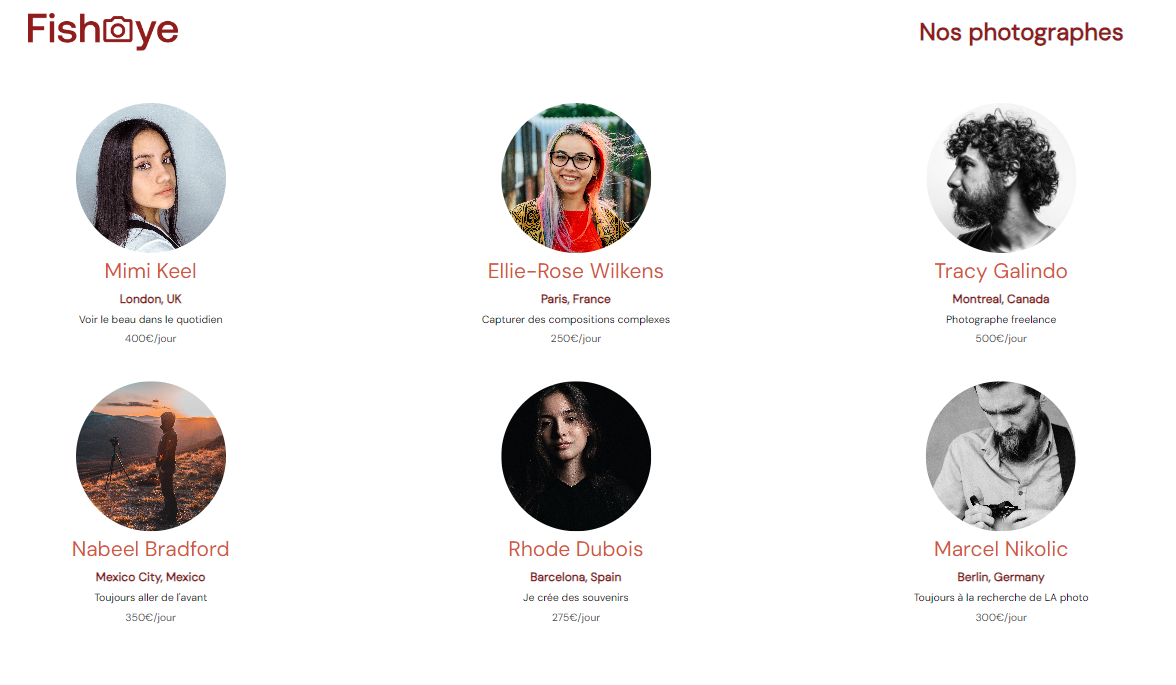 FishEye
Nos photographes
Mimi Keel
London, UK
Voir le beau dans le quotidien
400€/jour
Ellie-Rose Wilkens
Paris, France
Capturer des compositions complexes
250€/jour
Tracy Galindo
Montreal, Canada
Photographe freelance
500€/jour
Nabeel Bradford
Mexico City, Mexico
Toujours aller de l'avant
350€/jour
Rhode Dubois
Barcelona, Spain
Je crée des souvenirs
275€/jour
Marcel Nikolic
Berlin, Germany
Toujours à la recherche de LA photo
300€/jour